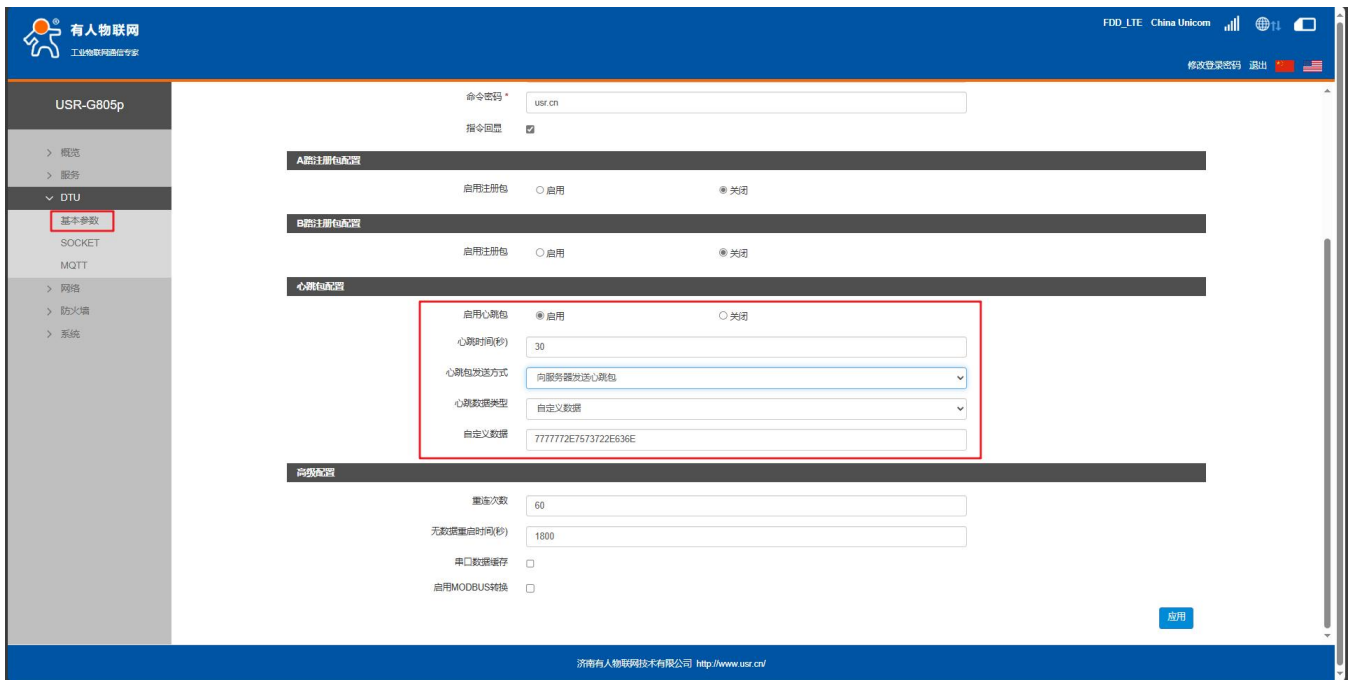 有人物联网
工业物联网通信专家
FDD_LTE China Unicom
修改登录密码 退出
USR-G805p
概览
服务
DTU
基本参数
SOCKET
MQTT
网络
防火墙
系统
命令密码 * usr.cn
指令回显
A路注册包配置
启用注册包 启用 关闭
B路注册包配置
启用注册包 启用 关闭
心跳包配置
启用心跳包 启用 关闭
心跳时间(秒) 30
心跳包发送方式 向服务器发送心跳包
心跳数据类型 自定义数据
自定义数据 7777772E7573722E636E
高级配置
重连次数 60
无数据重启时间(秒) 1800
串口数据缓存
启用MODBUS转换
应用
济南有人物联网技术有限公司 http://www.usr.cn/